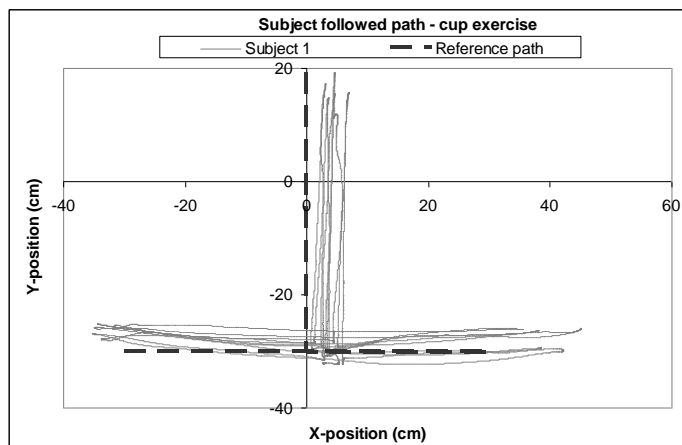 Subject followed path - cup exercise
Subject 1 Reference path
20
0
-40 -20 0 20 40 60
-20
-40
Y-position (cm)
X-position (cm)